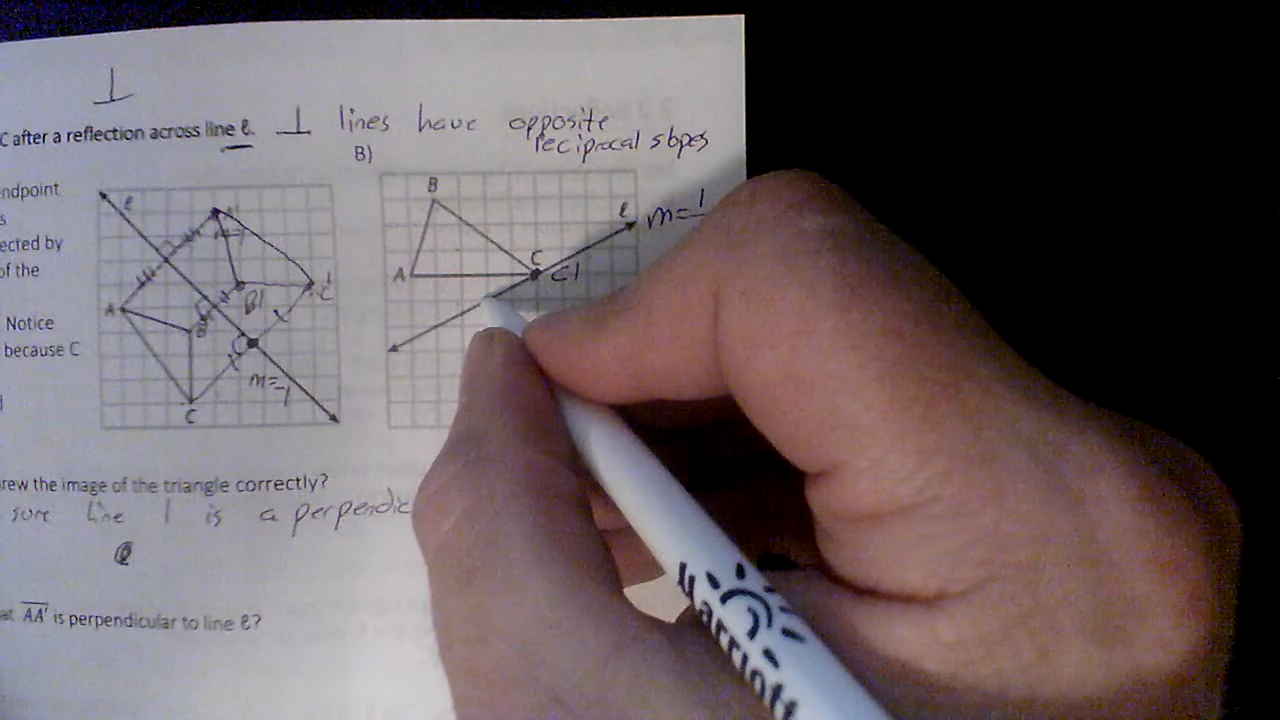 ⊥
C after a reflection across line ℓ. ⊥ lines have opposite
reciprocal slopes
B)
ndpoint
s
ected by
of the
Notice
because C
ℓ
A
B
C
A'
B'
C'
m=-1
B
A
C
C'
ℓ
m=1
rew the image of the triangle correctly?
sure line l is a perpendic
ℓ
at AA' is perpendicular to line ℓ?
Marriott